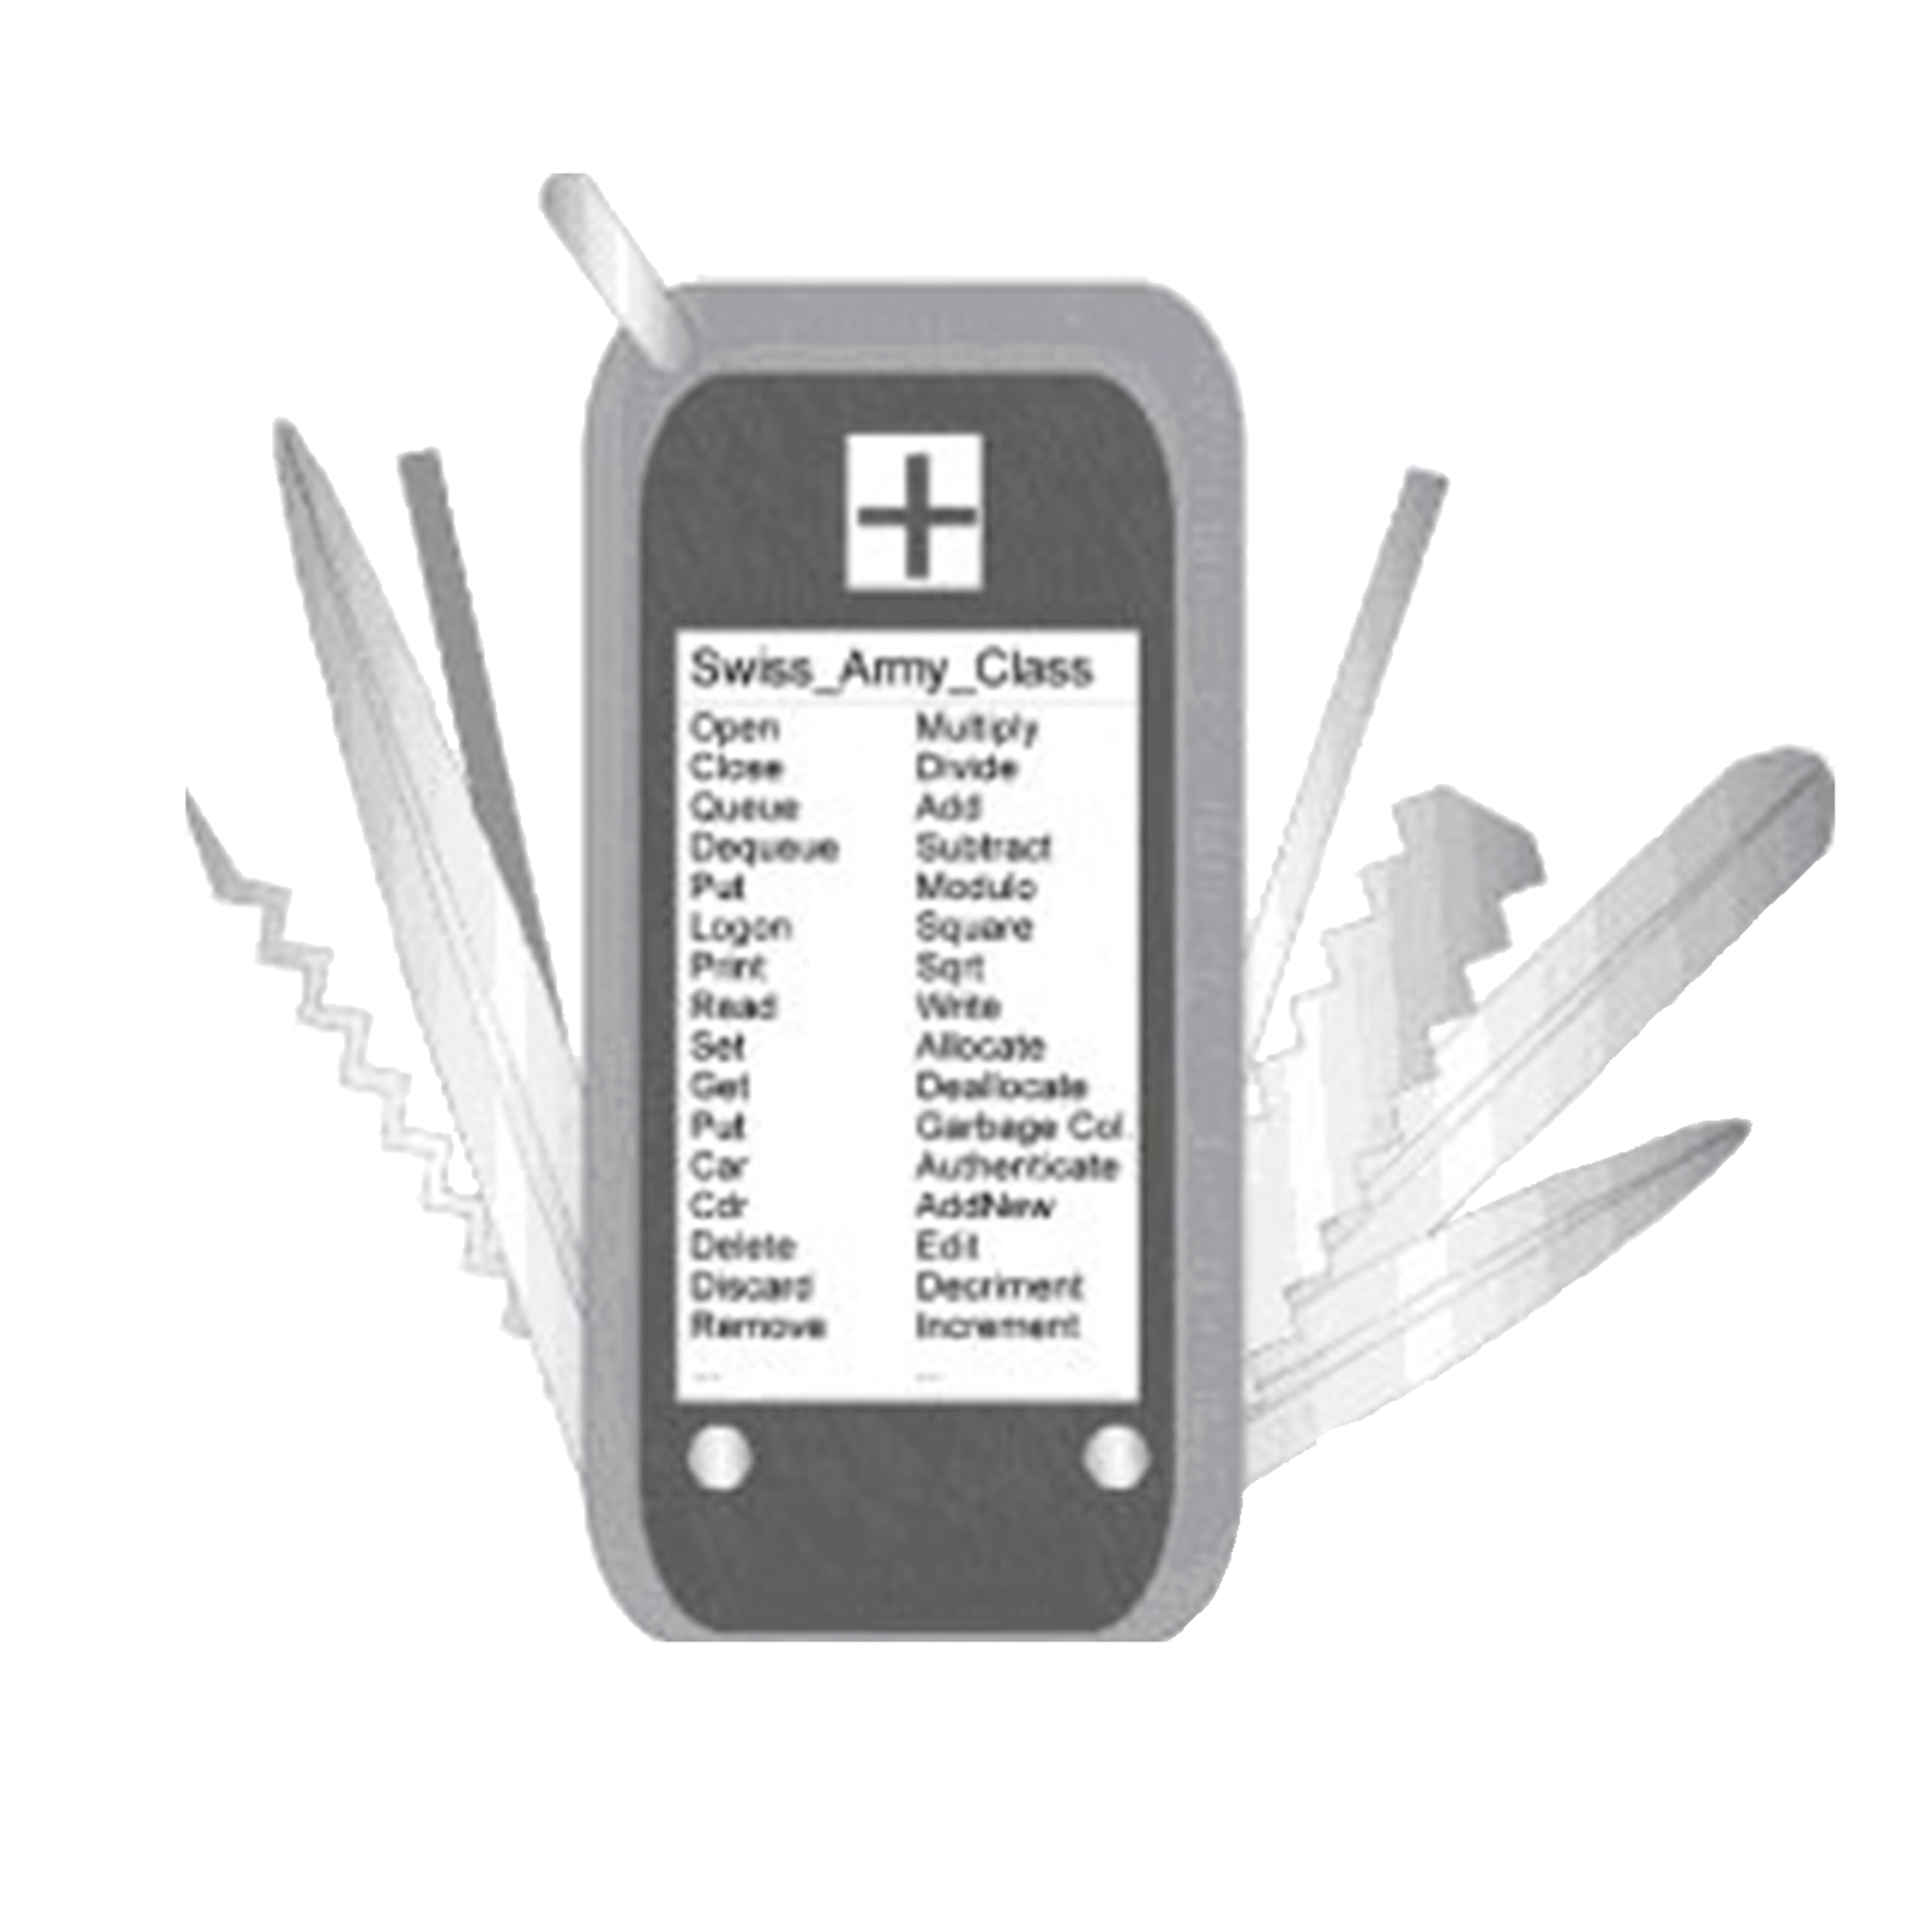 Swiss_Army_Class
Open Multiply
Close Divide
Queue Add
Dequeue Subtract
Put Modulo
Logon Square
Print Sqrt
Read Write
Set Allocate
Get Deallocate
Put Garbage Col.
Car Authenticate
Cdr AddNew
Delete Edit
Discard Decriment
Remove Increment
... ...